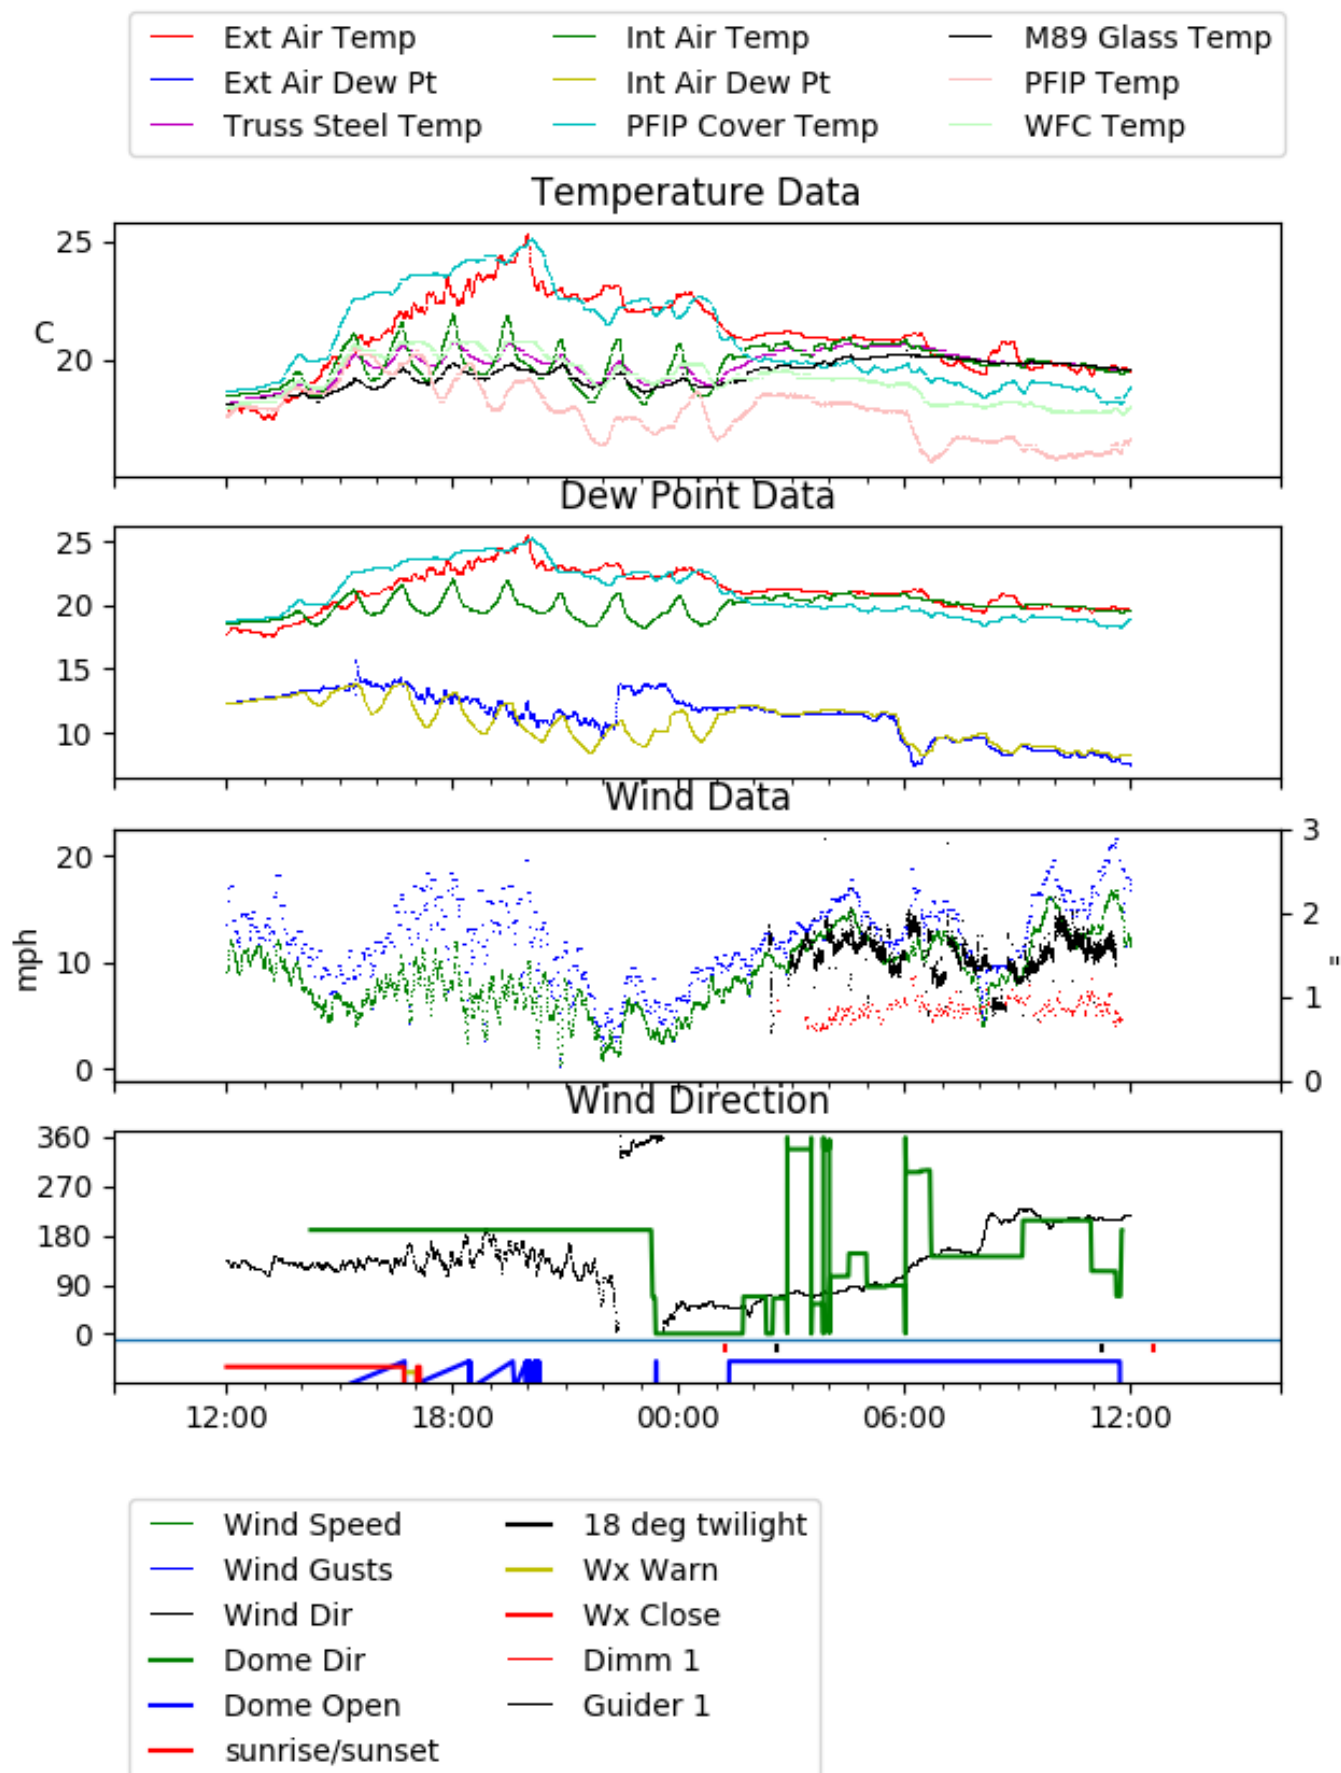 Ext Air Temp Int Air Temp M89 Glass Temp
Ext Air Dew Pt Int Air Dew Pt PFIP Temp
Truss Steel Temp PFIP Cover Temp WFC Temp
Temperature Data
25
C
20
Dew Point Data
25
20
15
10
Wind Data
20
10
0
mph
3
2
1
0
"
Wind Direction
360
270
180
90
0
12:00 18:00 00:00 06:00 12:00
Wind Speed 18 deg twilight
Wind Gusts Wx Warn
Wind Dir Wx Close
Dome Dir Dimm 1
Dome Open Guider 1
sunrise/sunset